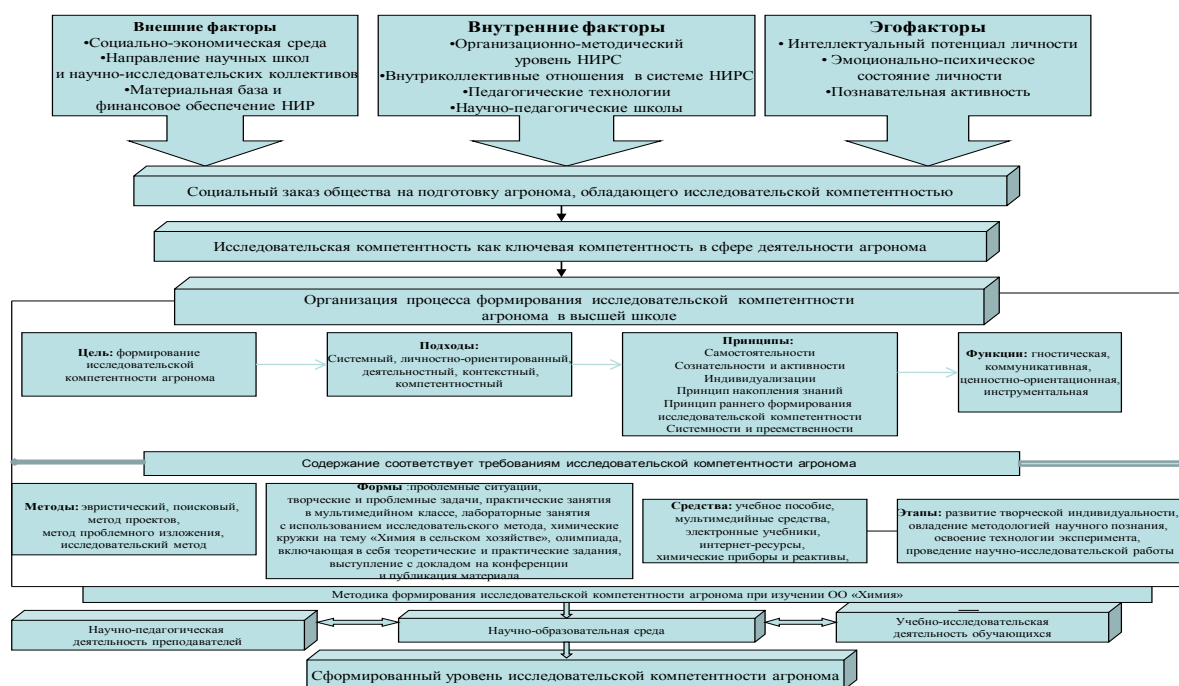 Внешние факторы
•Социально-экономическая среда
•Направление научных школ
и научно-исследовательских коллективов
•Материальная база и
финансовое обеспечение НИР
Внутренние факторы
•Организационно-методический
уровень НИРС
•Внутриколлективные отношения в системе НИРС
•Педагогические технологии
•Научно-педагогические школы
Эгофакторы
• Интеллектуальный потенциал личности
• Эмоционально-психическое
состояние личности
• Познавательная активность
Социальный заказ общества на подготовку агронома, обладающего исследовательской компетентностью
Исследовательская компетентность как ключевая компетентность в сфере деятельности агронома
Организация процесса формирования исследовательской компетентности
агронома в высшей школе
Цель: формирование
исследовательской
компетентности агронома
Подходы:
Системный, личностно-ориентированный,
деятельностный, контекстный,
компетентностный
Принципы:
Самостоятельности
Сознательности и активности
Индивидуализации
Принцип накопления знаний
Принцип раннего формирования
исследовательской компетентности
Системности и преемственности
Функции: гностическая,
коммуникативная,
ценностно-ориентационная,
инструментальная
Содержание соответствует требованиям исследовательской компетентности агронома
Методы: эвристический, поисковый,
метод проектов,
метод проблемного изложения,
исследовательский метод
Формы :проблемные ситуации,
творческие и проблемные задачи, практические занятия
в мультимедийном классе, лабораторные занятия
с использованием исследовательского метода, химические
кружки на тему «Химия в сельском хозяйстве», олимпиада,
включающая в себя теоретические и практические задания,
выступление с докладом на конференции
и публикация материала
Средства: учебное пособие,
мультимедийные средства,
электронные учебники,
интернет-ресурсы,
химические приборы и реактивы,
Этапы: развитие творческой индивидуальности,
овладение методологией научного познания,
освоение технологии эксперимента,
проведение научно-исследовательской работы
Методика формирования исследовательской компетентности агронома при изучении ОО «Химия»
Научно-педагогическая
деятельность преподавателей
Научно-образовательная среда
Учебно-исследовательская
деятельность обучающихся
Сформированный уровень исследовательской компетентности агронома